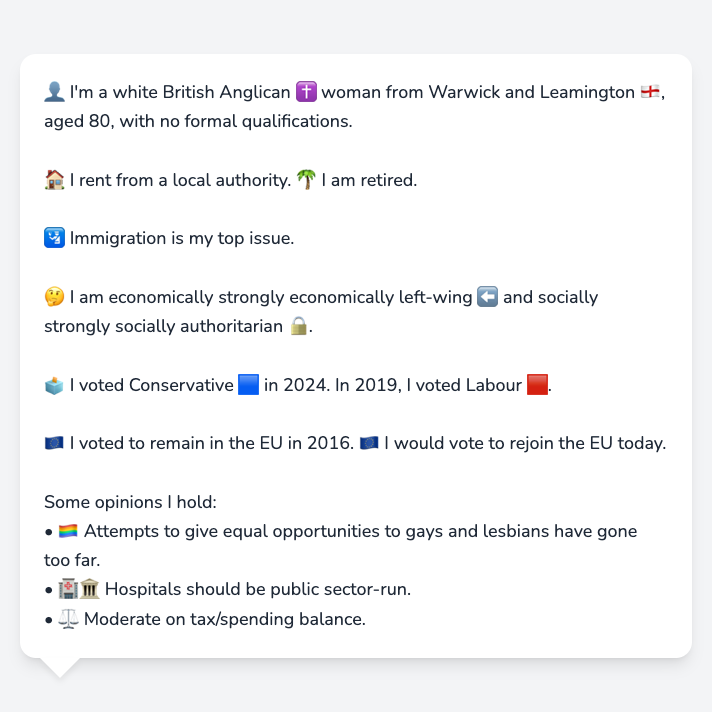 👤 I'm a white British Anglican ✝️ woman from Warwick and Leamington 🏴󠁧󠁢󠁥󠁮󠁧󠁿,
aged 80, with no formal qualifications.
🏠 I rent from a local authority. 🌴 I am retired.
🛂 Immigration is my top issue.
🤔 I am economically strongly economically left-wing ⬅️ and socially
strongly socially authoritarian 🔒.
🗳️ I voted Conservative 🟦 in 2024. In 2019, I voted Labour 🟥.
🇪🇺 I voted to remain in the EU in 2016. 🇪🇺 I would vote to rejoin the EU today.
Some opinions I hold:
• 🏳️‍🌈 Attempts to give equal opportunities to gays and lesbians have gone
too far.
• 🏥🏛️ Hospitals should be public sector-run.
• ⚖️ Moderate on tax/spending balance.